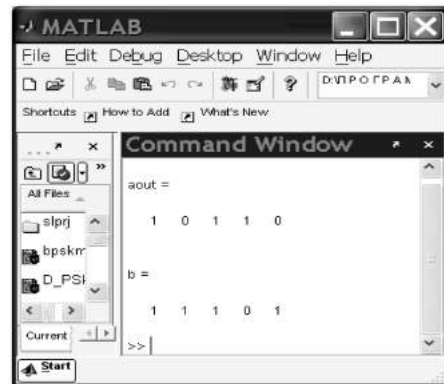 MATLAB
File Edit Debug Desktop Window Help
D:\ПРОГРАМ
Shortcuts How to Add What's New
...
Command Window
All Files
slprj
bpskm
D_PSI
Current
aout =
1 0 1 1 0
b =
1 1 1 0 1
>>
Start